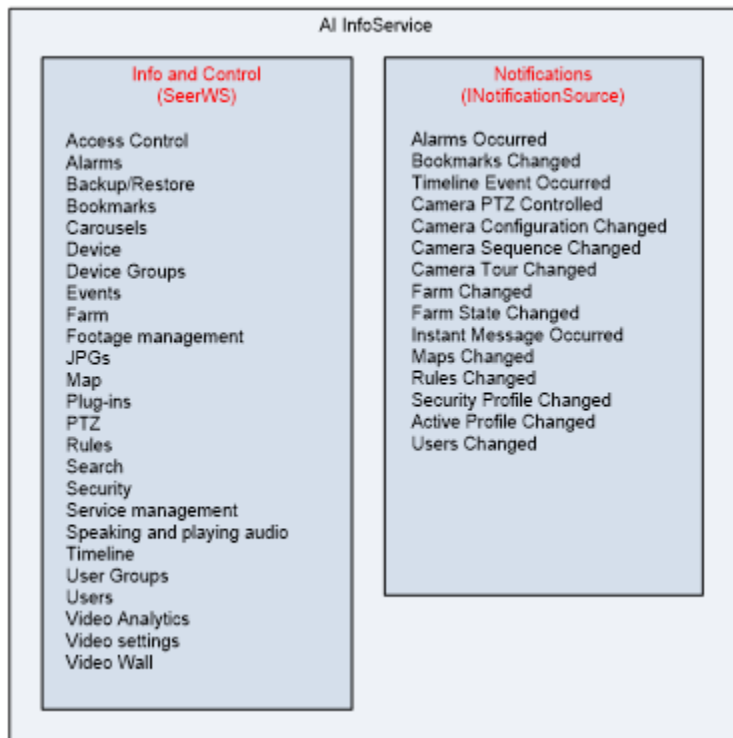 AI InfoService
Info and Control
(SeerWS)
Access Control
Alarms
Backup/Restore
Bookmarks
Carousels
Device
Device Groups
Events
Farm
Footage management
JPGs
Map
Plug-ins
PTZ
Rules
Search
Security
Service management
Speaking and playing audio
Timeline
User Groups
Users
Video Analytics
Video settings
Video Wall
Notifications
(INotificationSource)
Alarms Occurred
Bookmarks Changed
Timeline Event Occurred
Camera PTZ Controlled
Camera Configuration Changed
Camera Sequence Changed
Camera Tour Changed
Farm Changed
Farm State Changed
Instant Message Occurred
Maps Changed
Rules Changed
Security Profile Changed
Active Profile Changed
Users Changed